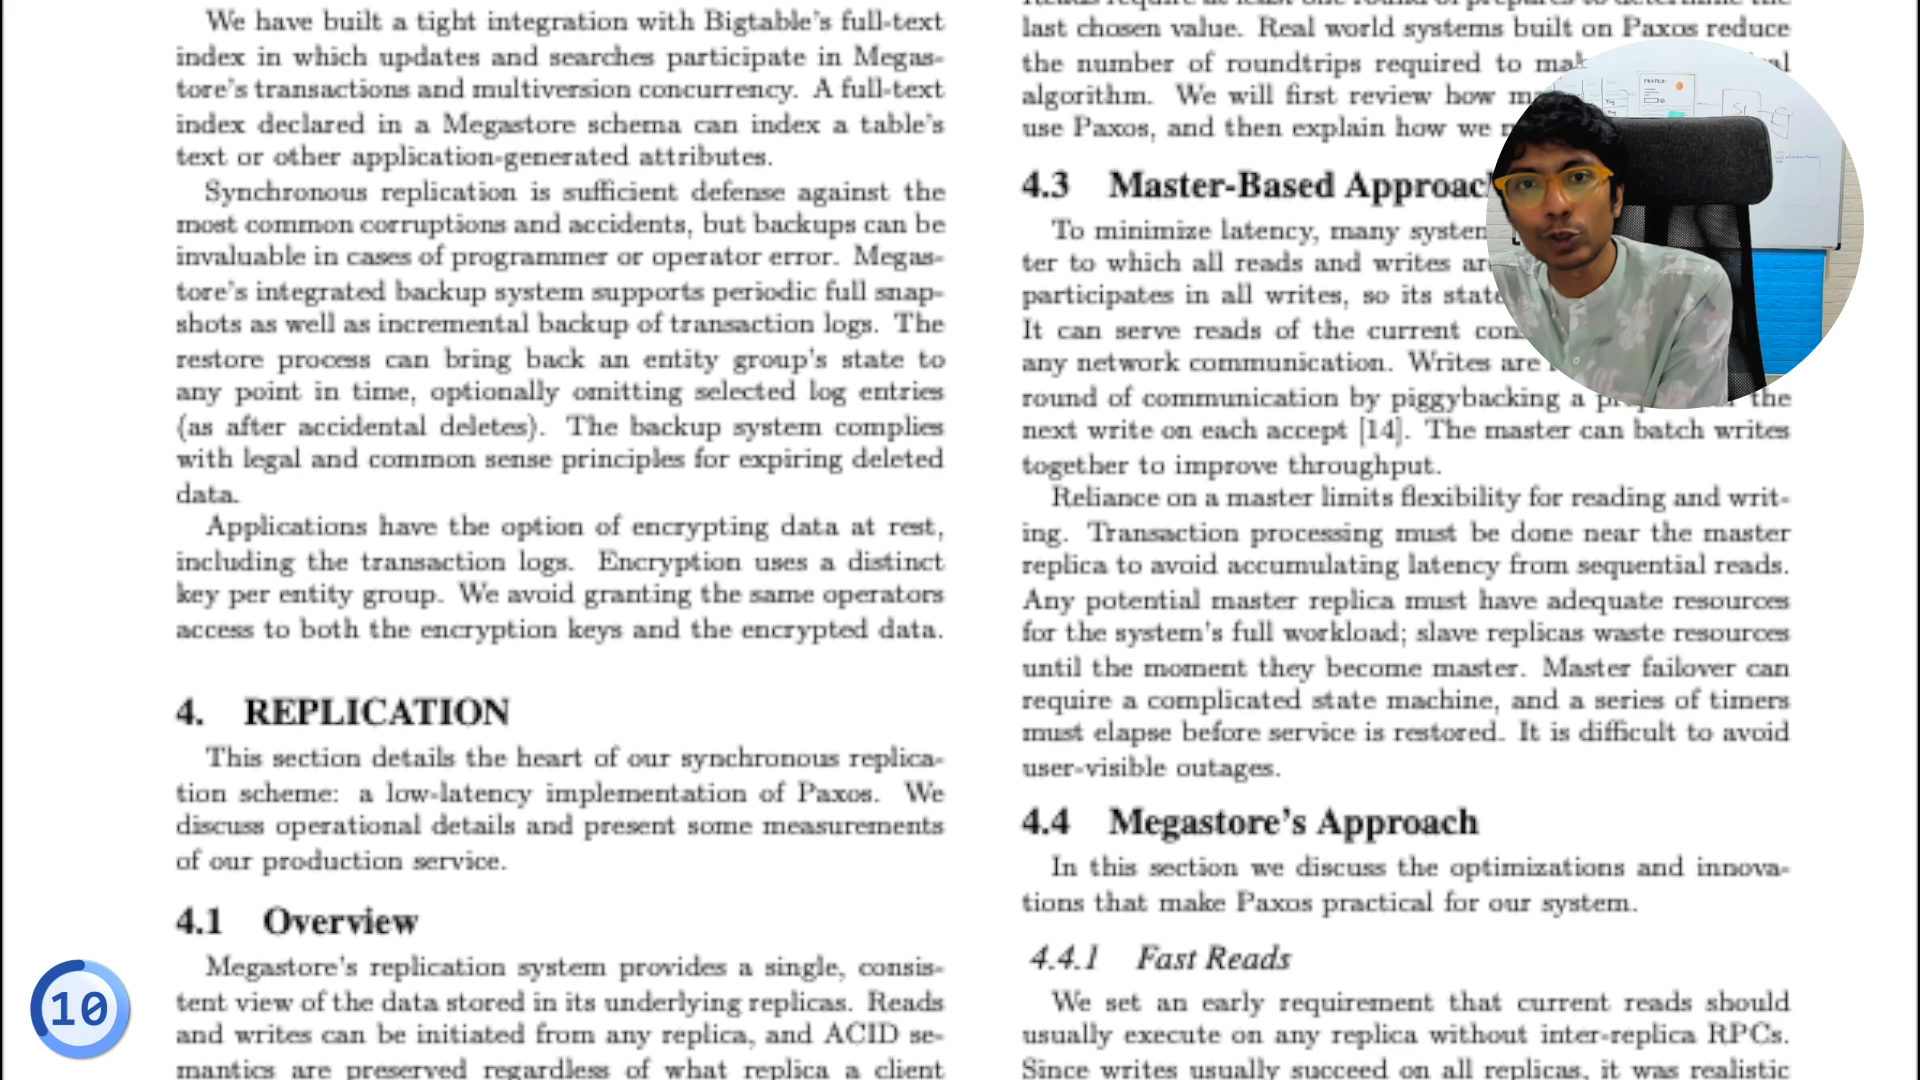 We have built a tight integration with Bigtable's full-text
index in which updates and searches participate in Megas-
tore's transactions and multiversion concurrency. A full-text
index declared in a Megastore schema can index a table's
text or other application-generated attributes.
Synchronous replication is sufficient defense against the
most common corruptions and accidents, but backups can be
invaluable in cases of programmer or operator error. Megas-
tore's integrated backup system supports periodic full snap-
shots as well as incremental backup of transaction logs. The
restore process can bring back an entity group's state to
any point in time, optionally omitting selected log entries
(as after accidental deletes). The backup system complies
with legal and common sense principles for expiring deleted
data.
Applications have the option of encrypting data at rest,
including the transaction logs. Encryption uses a distinct
key per entity group. We avoid granting the same operators
access to both the encryption keys and the encrypted data.
4. REPLICATION
This section details the heart of our synchronous replica-
tion scheme: a low-latency implementation of Paxos. We
discuss operational details and present some measurements
of our production service.
4.1 Overview
Megastore's replication system provides a single, consis-
tent view of the data stored in its underlying replicas. Reads
and writes can be initiated from any replica, and ACID se-
mantics are preserved regardless of what replica a client
last chosen value. Real world systems built on Paxos reduce
the number of roundtrips required to
algorithm. We will first review how
use Paxos, and then explain how we
4.3 Master-Based
To minimize latency, many
ter to which all reads and writes
participates in all writes, so its
It can serve reads of the current
any network communication. Writes are
round of communication by piggybacking a the
next write on each accept [14]. The master can batch writes
together to improve throughput.
Reliance on a master limits flexibility for reading and writ-
ing. Transaction processing must be done near the master
replica to avoid accumulating latency from sequential reads.
Any potential master replica must have adequate resources
for the system's full workload; slave replicas waste resources
until the moment they become master. Master failover can
require a complicated state machine, and a series of timers
must elapse before service is restored. It is difficult to avoid
user-visible outages.
4.4 Megastore's Approach
In this section we discuss the optimizations and innova-
tions that make Paxos practical for our system.
4.4.1 Fast Reads
We set an early requirement that current reads should
usually execute on any replica without inter-replica RPCs.
Since writes usually succeed on all replicas, it was realistic
10